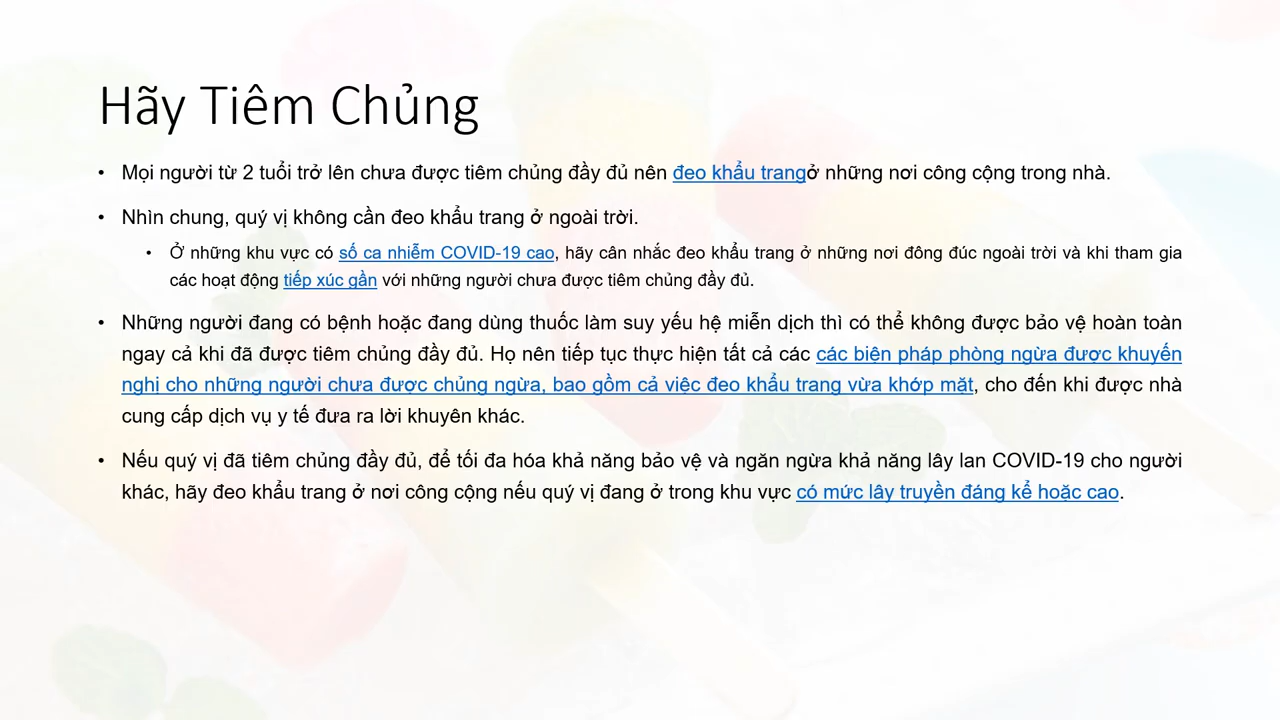 Hãy Tiêm Chủng
• Mọi người từ 2 tuổi trở lên chưa được tiêm chủng đầy đủ nên đeo khẩu trangở những nơi công cộng trong nhà.
• Nhìn chung, quý vị không cần đeo khẩu trang ở ngoài trời.
• Ở những khu vực có số ca nhiễm COVID-19 cao, hãy cân nhắc đeo khẩu trang ở những nơi đông đúc ngoài trời và khi tham gia
các hoạt động tiếp xúc gần với những người chưa được tiêm chủng đầy đủ.
• Những người đang có bệnh hoặc đang dùng thuốc làm suy yếu hệ miễn dịch thì có thể không được bảo vệ hoàn toàn
ngay cả khi đã được tiêm chủng đầy đủ. Họ nên tiếp tục thực hiện tất cả các các biện pháp phòng ngừa được khuyến
nghị cho những người chưa được chủng ngừa, bao gồm cả việc đeo khẩu trang vừa khớp mặt, cho đến khi được nhà
cung cấp dịch vụ y tế đưa ra lời khuyên khác.
• Nếu quý vị đã tiêm chủng đầy đủ, để tối đa hóa khả năng bảo vệ và ngăn ngừa khả năng lây lan COVID-19 cho người
khác, hãy đeo khẩu trang ở nơi công cộng nếu quý vị đang ở trong khu vực có mức lây truyền đáng kể hoặc cao.